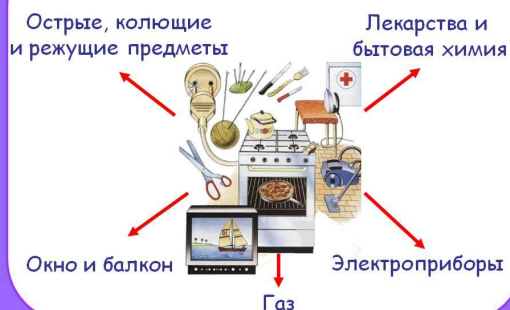 Острые, колющие
и режущие предметы
Лекарства и
бытовая химия
Окно и балкон
Электроприборы
Газ